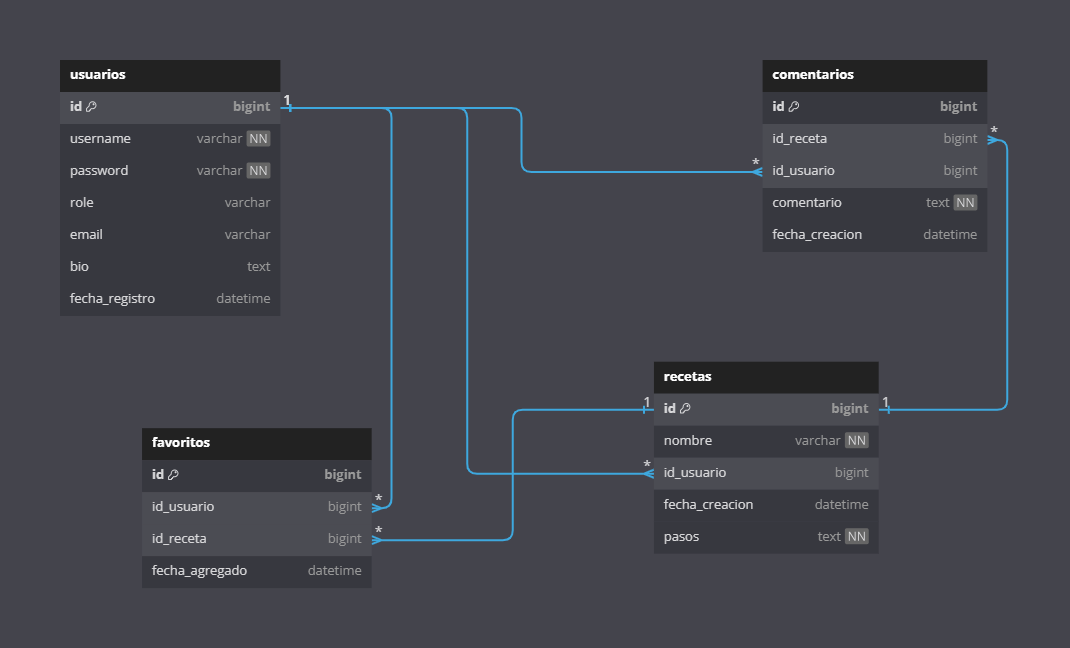 usuarios
id bigint
username varchar NN
password varchar NN
role varchar
email varchar
bio text
fecha_registro datetime
1
comentarios
id bigint
id_receta bigint
id_usuario bigint
comentario text NN
fecha_creacion datetime
*
*
favoritos
id bigint
id_usuario bigint
id_receta bigint
fecha_agregado datetime
*
*
recetas
1 id bigint 1
nombre varchar NN
* id_usuario bigint
fecha_creacion datetime
pasos text NN